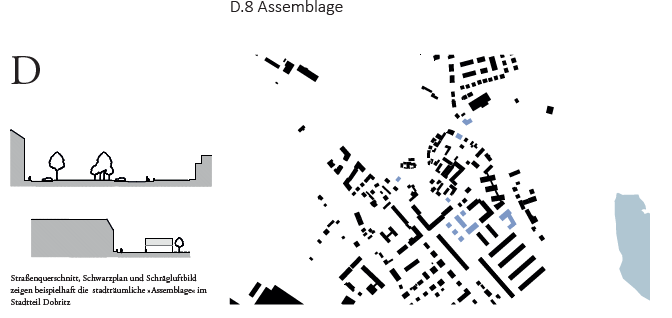 D.8 Assemblage
D
Straßenquerschnitt, Schwarzplan und Schrägluftbild
zeigen beispielhaft die stadträumliche »Assemblage« im
Stadtteil Dobritz